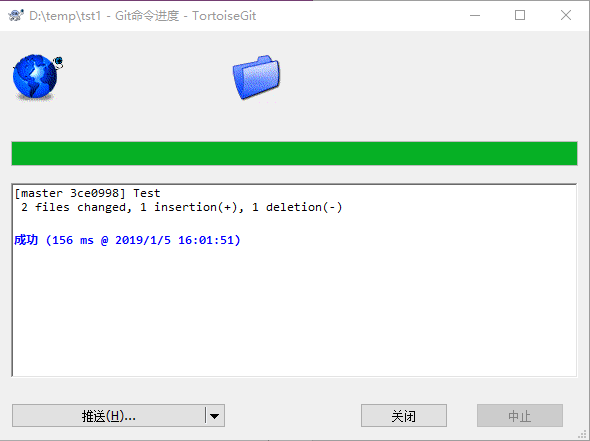 D:\temp\tst1 - Git命令进度 - TortoiseGit
[master 3ce0998] Test
 2 files changed, 1 insertion(+), 1 deletion(-)
成功 (156 ms @ 2019/1/5 16:01:51)
推送(H)...
关闭
中止